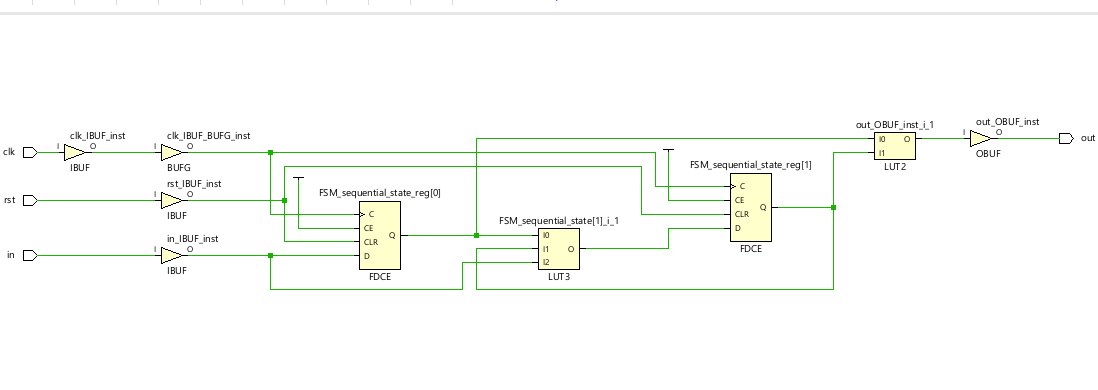 clk_IBUF_inst
clk_IBUF_BUFG_inst
out_OBUF_inst_i_1
out_OBUF_inst
clk
I
O
IBUF
I
O
BUFG
I0
I1
O
LUT2
I
O
OBUF
out
rst
rst_IBUF_inst
I
O
IBUF
FSM_sequential_state_reg[0]
C
CE
CLR
D
Q
FDCE
FSM_sequential_state[1]_i_1
I0
I1
I2
O
LUT3
FSM_sequential_state_reg[1]
C
CE
CLR
D
Q
FDCE
in
in_IBUF_inst
I
O
IBUF